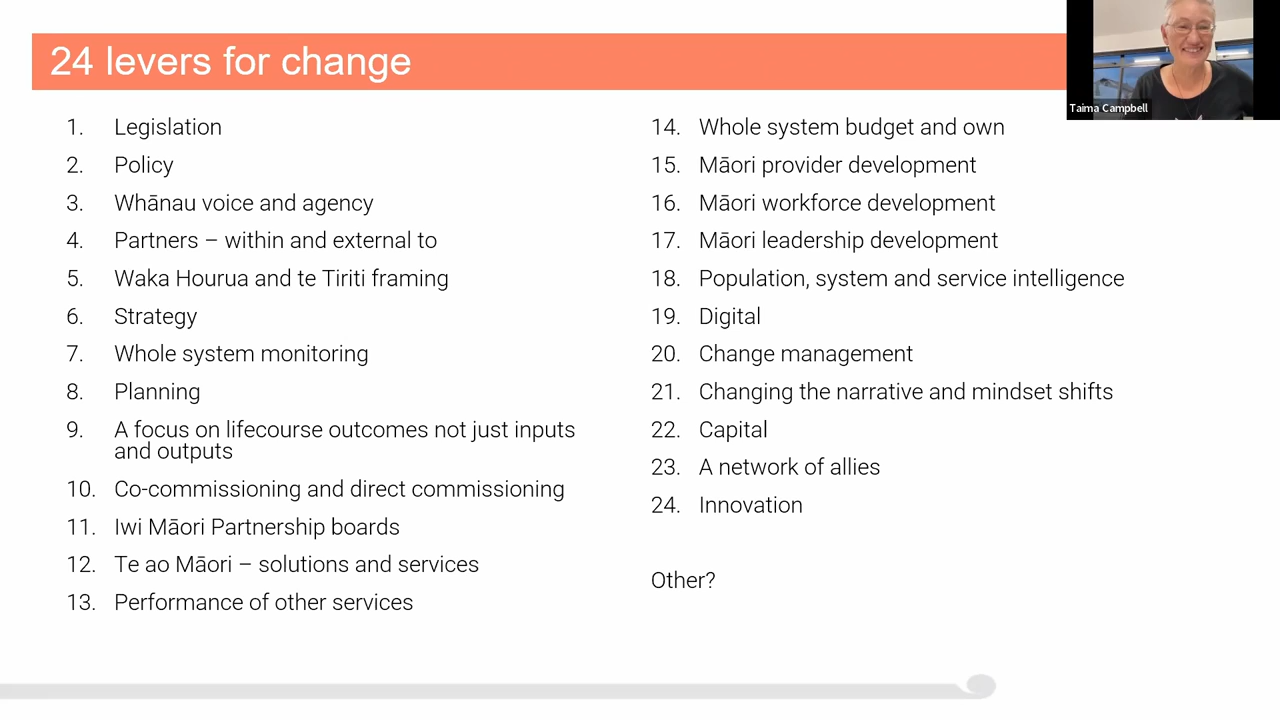 24 levers for change
Taima Campbell
1. Legislation
2. Policy
3. Whānau voice and agency
4. Partners – within and external to
5. Waka Hourua and te Tiriti framing
6. Strategy
7. Whole system monitoring
8. Planning
9. A focus on lifecourse outcomes not just inputs
and outputs
10. Co-commissioning and direct commissioning
11. Iwi Māori Partnership boards
12. Te ao Māori – solutions and services
13. Performance of other services
14. Whole system budget and own
15. Māori provider development
16. Māori workforce development
17. Māori leadership development
18. Population, system and service intelligence
19. Digital
20. Change management
21. Changing the narrative and mindset shifts
22. Capital
23. A network of allies
24. Innovation
Other?